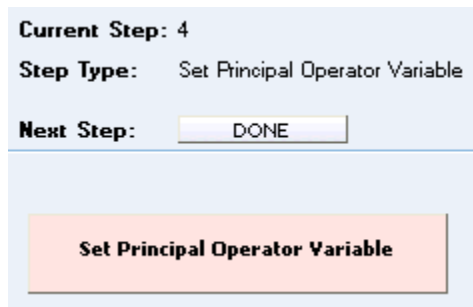 Current Step: 4
Step Type: Set Principal Operator Variable
Next Step: DONE
Set Principal Operator Variable